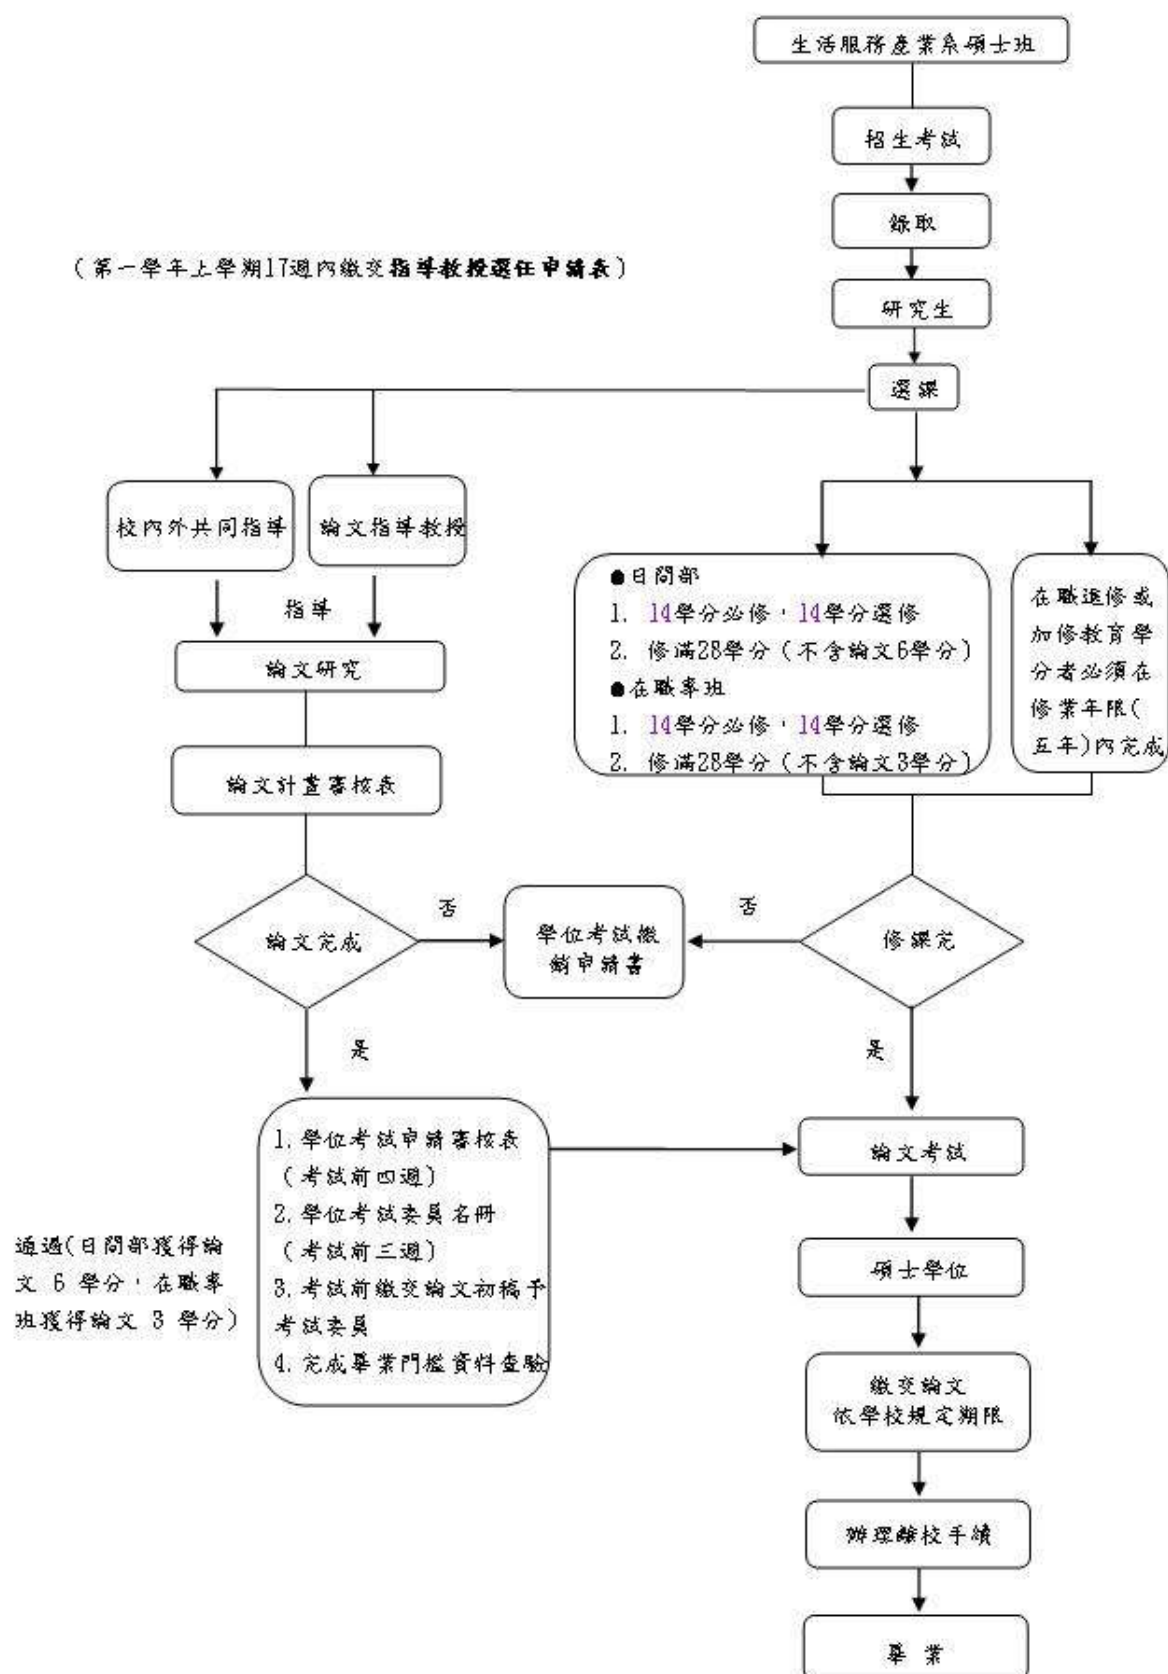 生活服務產業系碩士班
招生考試
錄取
(第一學年上學期17週內繳交指導教授選任申請表)
研究生
選課
校內外共同指導
論文指導教授
指導
論文研究
論文計畫審核表
●日間部
1. 14學分必修,14學分選修
2. 修滿28學分(不含論文6學分)
●在職專班
1. 14學分必修,14學分選修
2. 修滿28學分(不含論文3學分)
在職進修或
加修教育學
分者必須在
修業年限(
五年)內完成
論文完成
否
學位考試撤
銷申請書
否
修課完
是
是
1. 學位考試申請審核表
(考試前四週)
2. 學位考試委員名冊
(考試前三週)
3. 考試前繳交論文初稿予
考試委員
4. 完成畢業門檻資料查驗
通過(日間部獲得論
文 6 學分,在職專
班獲得論文 3 學分)
論文考試
碩士學位
繳交論文
依學校規定期限
辦理離校手續
畢 業